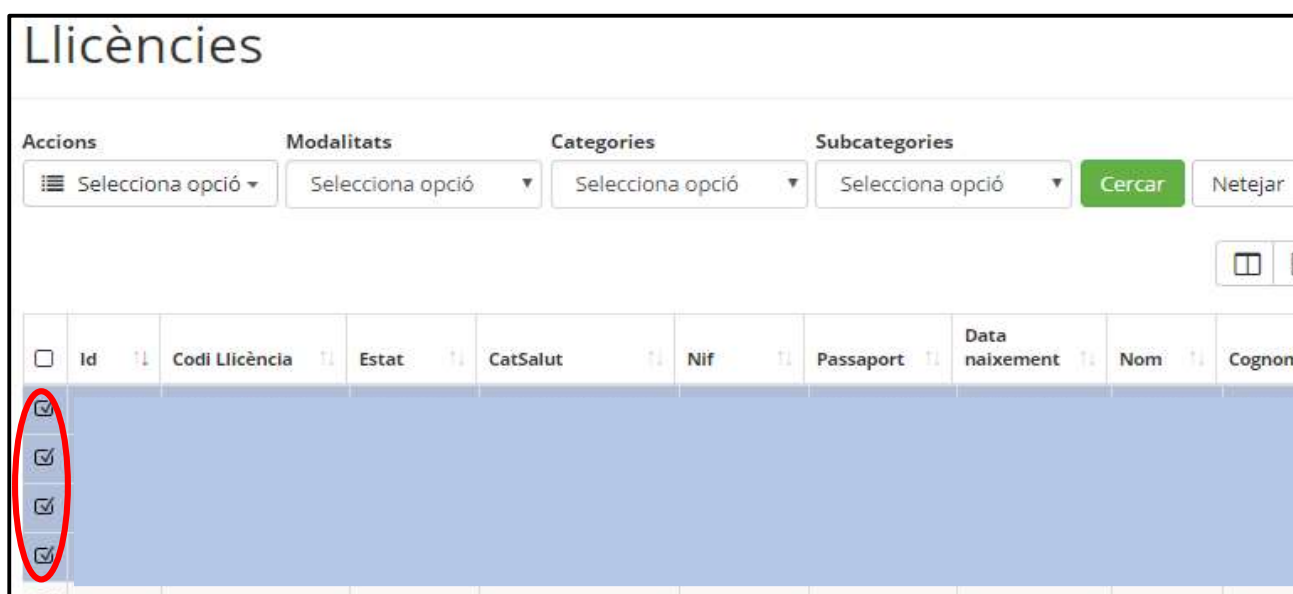 Llicències
Accions Modalitats Categories Subcategories
Selecciona opció Selecciona opció Selecciona opció Selecciona opció Cercar Netejar
Data
Id Codi Llicència Estat CatSalut Nif Passaport naixement Nom Cognom